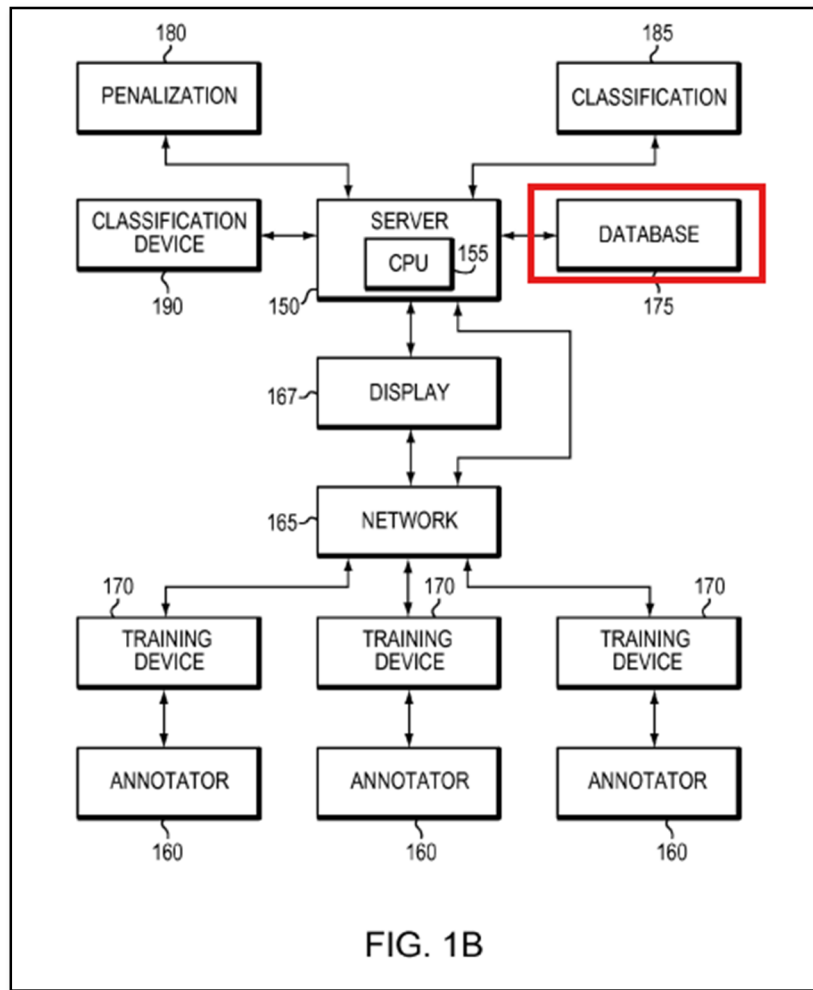 180
185
PENALIZATION
CLASSIFICATION
CLASSIFICATION
DEVICE
190
SERVER
CPU
155
150
DATABASE
175
167
DISPLAY
165
NETWORK
170
170
170
TRAINING
DEVICE
TRAINING
DEVICE
TRAINING
DEVICE
ANNOTATOR
ANNOTATOR
ANNOTATOR
160
160
160
FIG. 1B